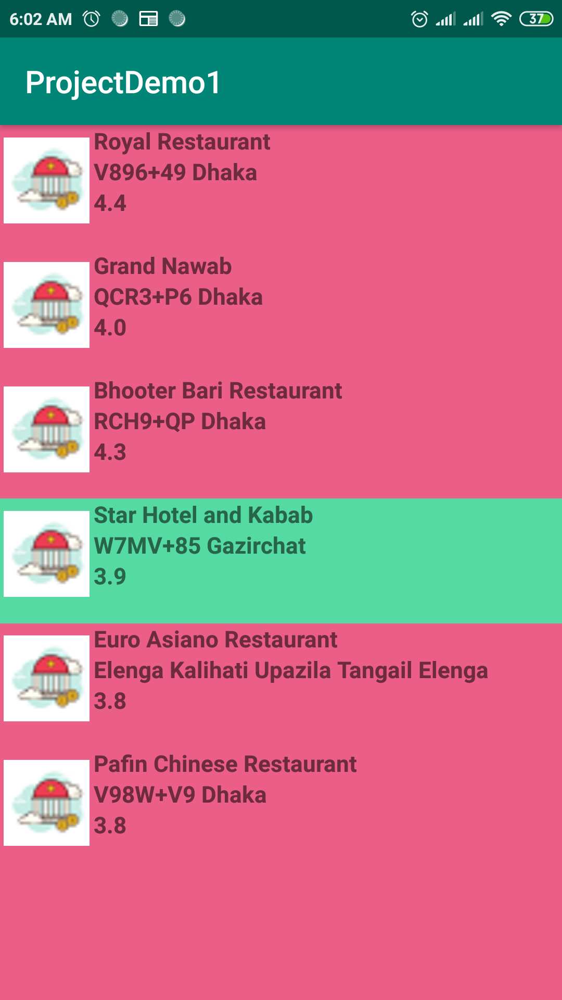 6:02 AM
37
ProjectDemo1
Royal Restaurant
V896+49 Dhaka
4.4
Grand Nawab
QCR3+P6 Dhaka
4.0
Bhooter Bari Restaurant
RCH9+QP Dhaka
4.3
Star Hotel and Kabab
W7MV+85 Gazirchat
3.9
Euro Asiano Restaurant
Elenga Kalihati Upazila Tangail Elenga
3.8
Pafin Chinese Restaurant
V98W+V9 Dhaka
3.8